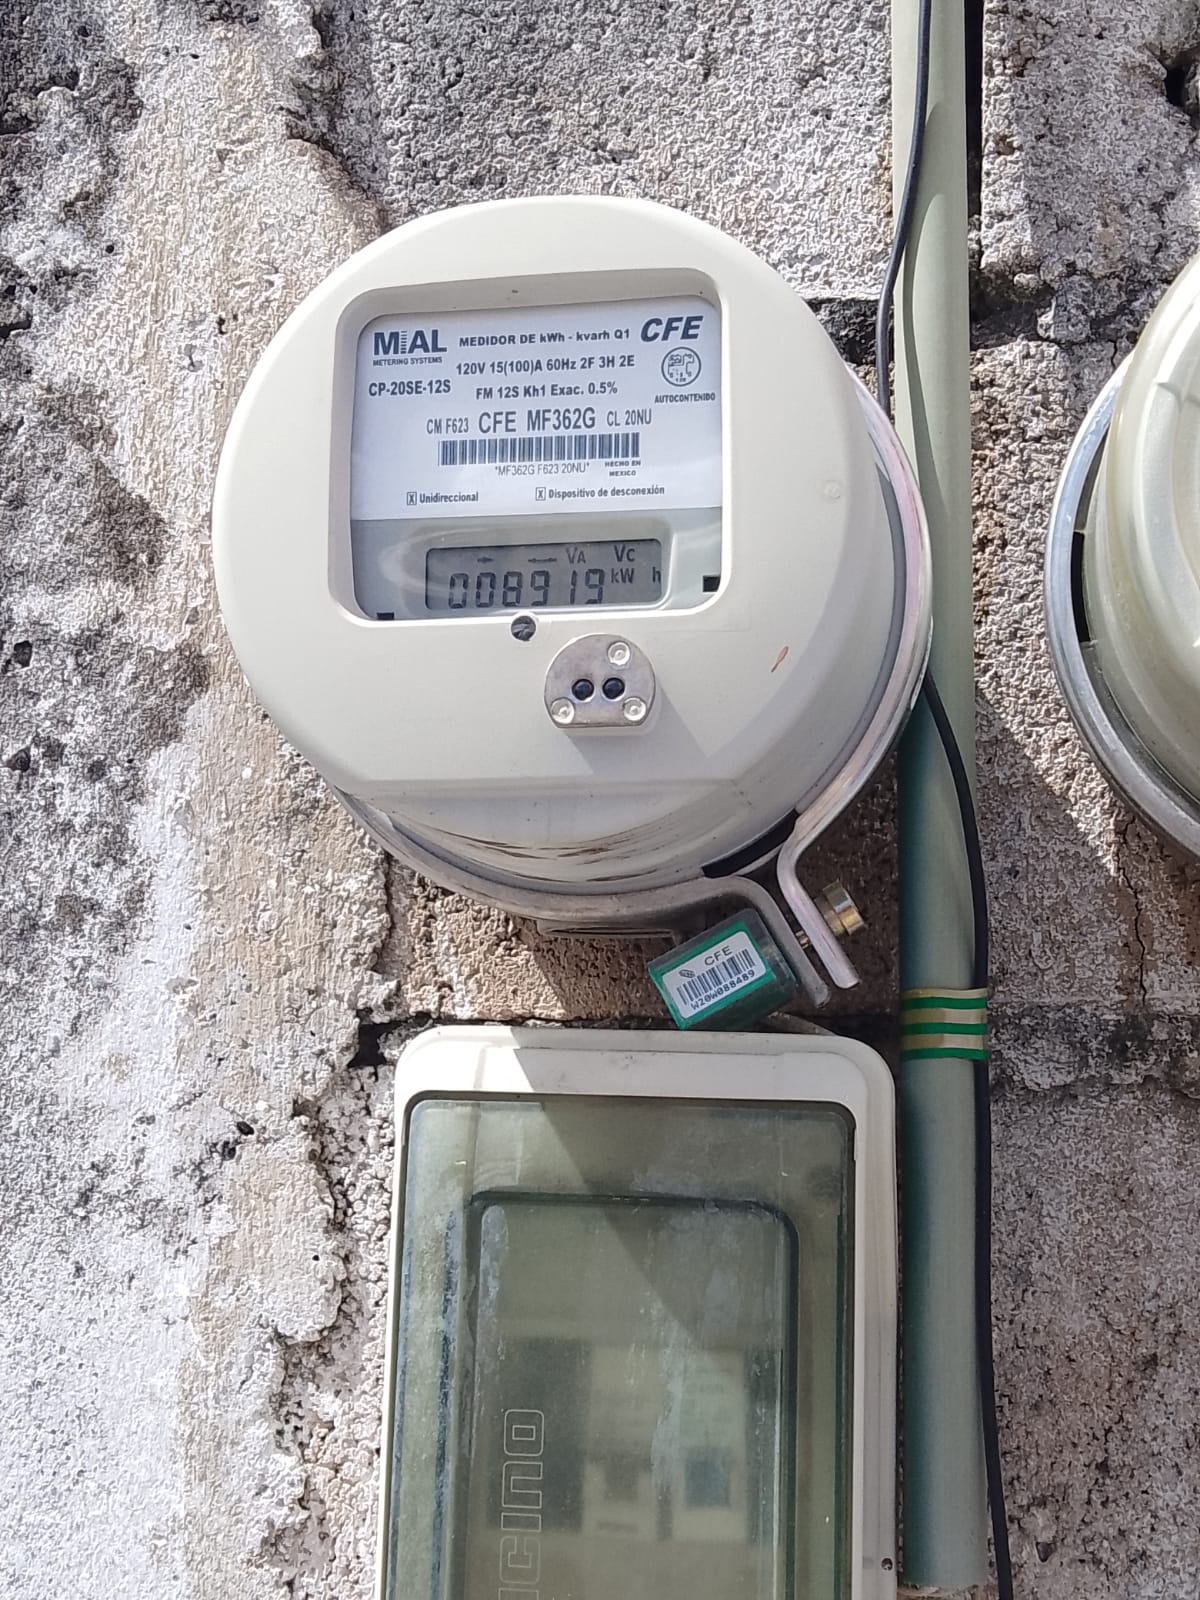 MIAL
METERING SYSTEMS
MEDIDOR DE kWh - kvarh Q1
CFE
120V 15(100)A 60Hz 2F 3H 2E
CP-20SE-12S
FM 12S Kh1 Exac. 0.5%
AUTOCONTENIDO
CM F623 CFE MF362G CL 20NU
*MF362G F623 20NU*
HECHO EN
MEXICO
X Unidireccional
X Dispositivo de desconexión
VA VC
008919 kW h
CFE
W20W088489